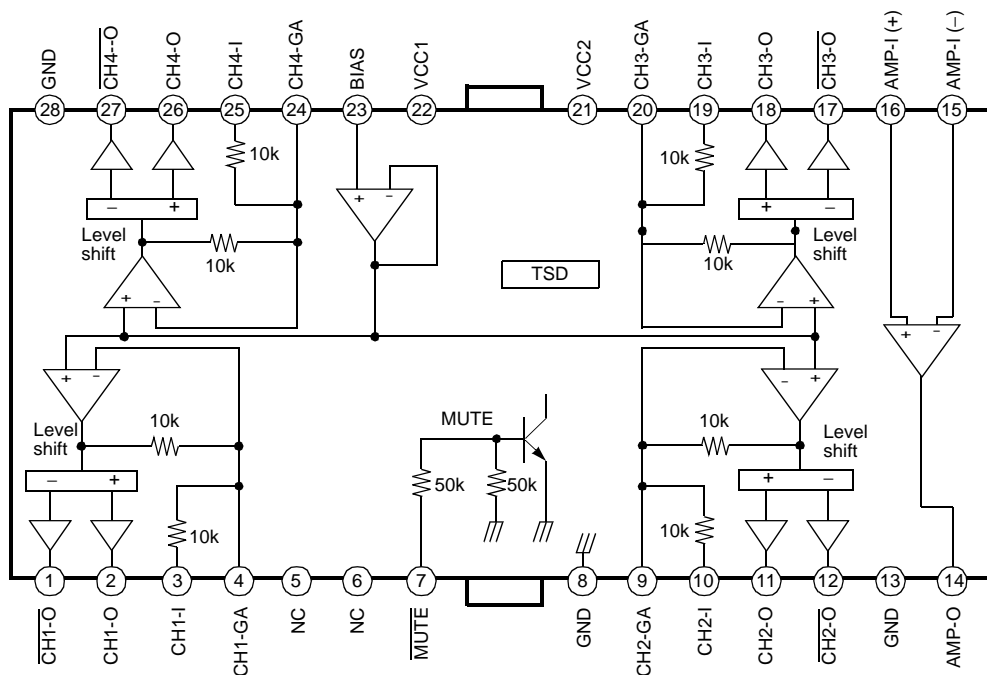 GND
CH4--O
CH4-O
CH4-I
CH4-GA
BIAS
VCC1
VCC2
CH3-GA
CH3-I
CH3-O
CH3-O
AMP-I (+)
AMP-I (−)
28 27 26 25 24 23 22 21 20 19 18 17 16 15
10k
10k
− +
+ −
+ -
Level
shift
Level
shift
10k
10k
TSD
+ -
- +
+ -
+ -
- +
Level
shift
10k
MUTE
10k
Level
shift
− +
+ −
50k
50k
10k
10k
1 2 3 4 5 6 7 8 9 10 11 12 13 14
CH1-O
CH1-O
CH1-I
CH1-GA
NC
NC
MUTE
GND
CH2-GA
CH2-I
CH2-O
CH2-O
GND
AMP-O